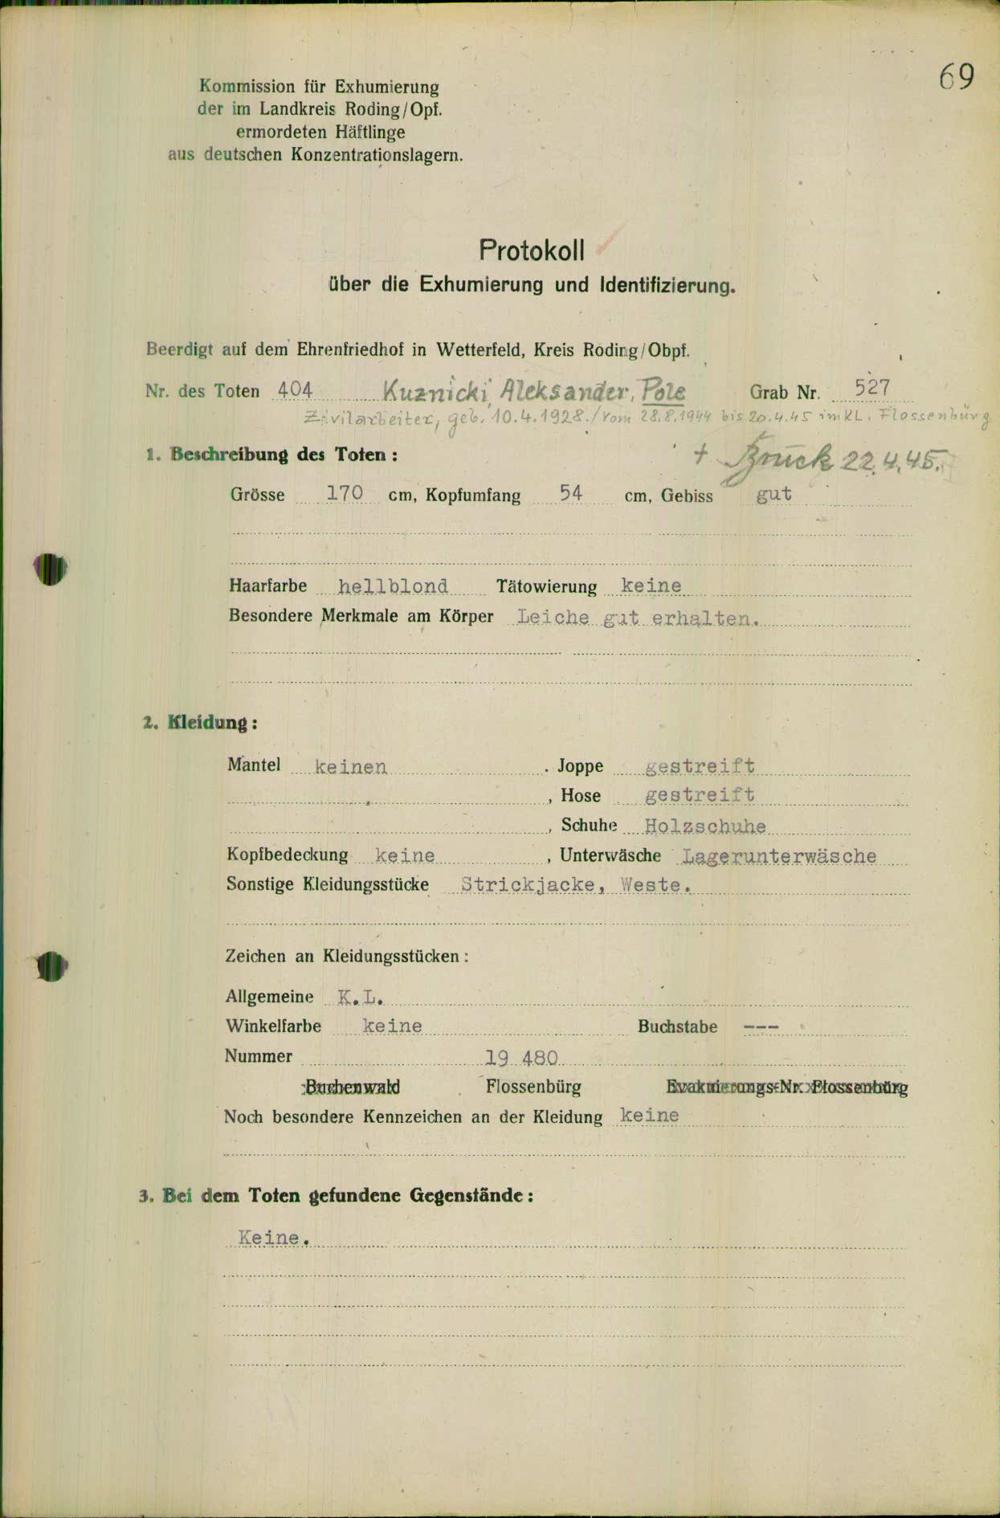 69
Kommission für Exhumierung
der im Landkreis Roding/Opf.
ermordeten Häftlinge
aus deutschen Konzentrationslagern.
Protokoll
über die Exhumierung und Identifizierung.
Beerdigt auf dem Ehrenfriedhof in Wetterfeld, Kreis Roding/Obpf.
Nr. des Toten 404 Kuznicki, Aleksander, Pole Grab Nr. 527
Zivilarbeiter, geb. 10.4.1928./Vom 28.8.1944 bis 20.4.45 im KL. Flossenbürg
1. Beschreibung des Toten: + Bruck 22.4.45.
Grösse 170 cm, Kopfumfang 54 cm, Gebiss gut
Haarfarbe hellblond Tätowierung keine
Besondere Merkmale am Körper Leiche gut erhalten.
2. Kleidung:
Mantel keinen . Joppe gestreift
, Hose gestreift
, Schuhe Holzschuhe
Kopfbedeckung keine , Unterwäsche Lagerunterwäsche
Sonstige Kleidungsstücke Strickjacke, Weste.
Zeichen an Kleidungsstücken:
Allgemeine K.L.
Winkelfarbe keine Buchstabe ---
Nummer 19 480
Buchenwald Flossenbürg Evakuierungs-Nr. Flossenbürg
Noch besondere Kennzeichen an der Kleidung keine
3. Bei dem Toten gefundene Gegenstände:
Keine.